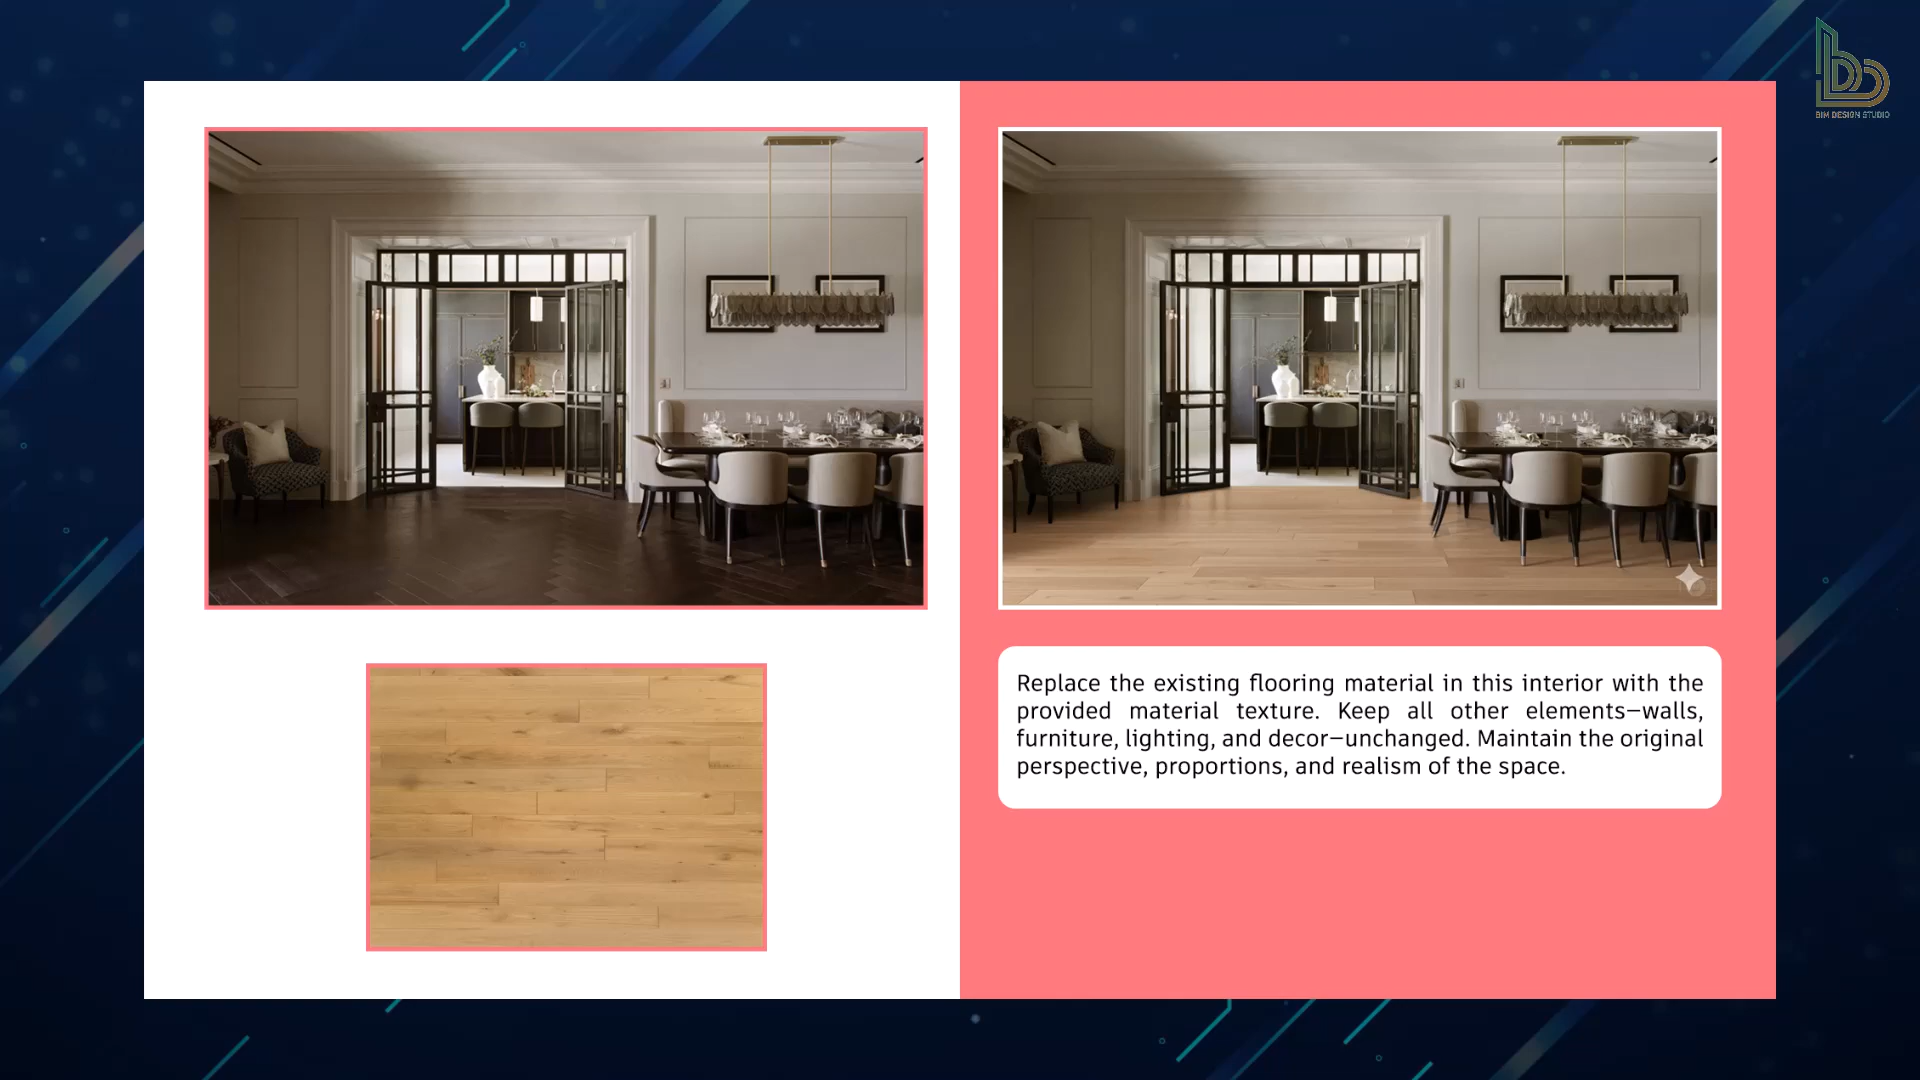 BIM DESIGN STUDIO
Replace the existing flooring material in this interior with the
provided material texture. Keep all other elements—walls,
furniture, lighting, and decor—unchanged. Maintain the original
perspective, proportions, and realism of the space.